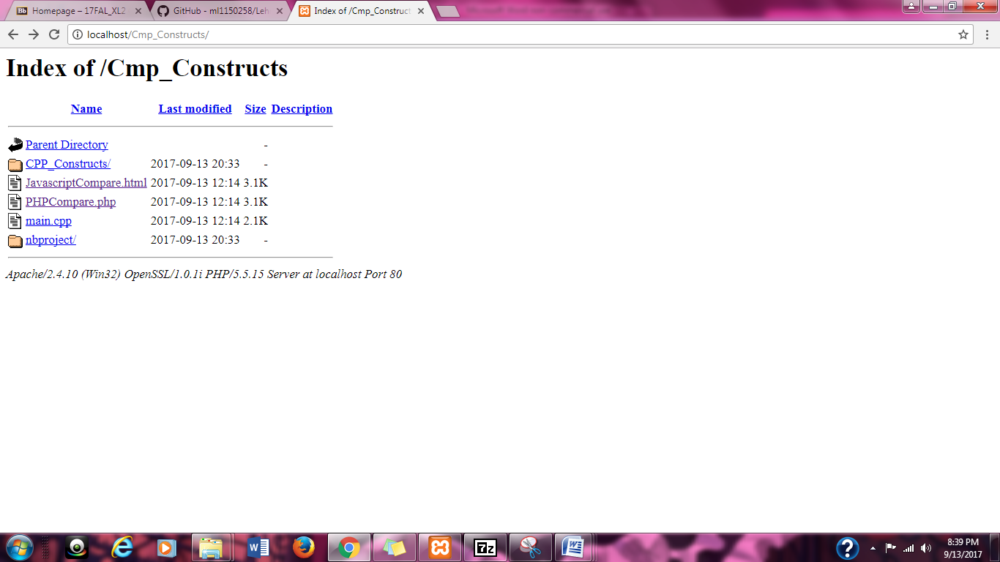 Bb Homepage – 17FAL_XL2
GitHub - ml1150258/Leh
Index of /Cmp_Construct
localhost/Cmp_Constructs/
Index of /Cmp_Constructs
Name Last modified Size Description
Parent Directory -
CPP_Constructs/ 2017-09-13 20:33 -
JavascriptCompare.html 2017-09-13 12:14 3.1K
PHPCompare.php 2017-09-13 12:14 3.1K
main.cpp 2017-09-13 12:14 2.1K
nbproject/ 2017-09-13 20:33 -
Apache/2.4.10 (Win32) OpenSSL/1.0.1i PHP/5.5.15 Server at localhost Port 80
7z
8:39 PM
9/13/2017